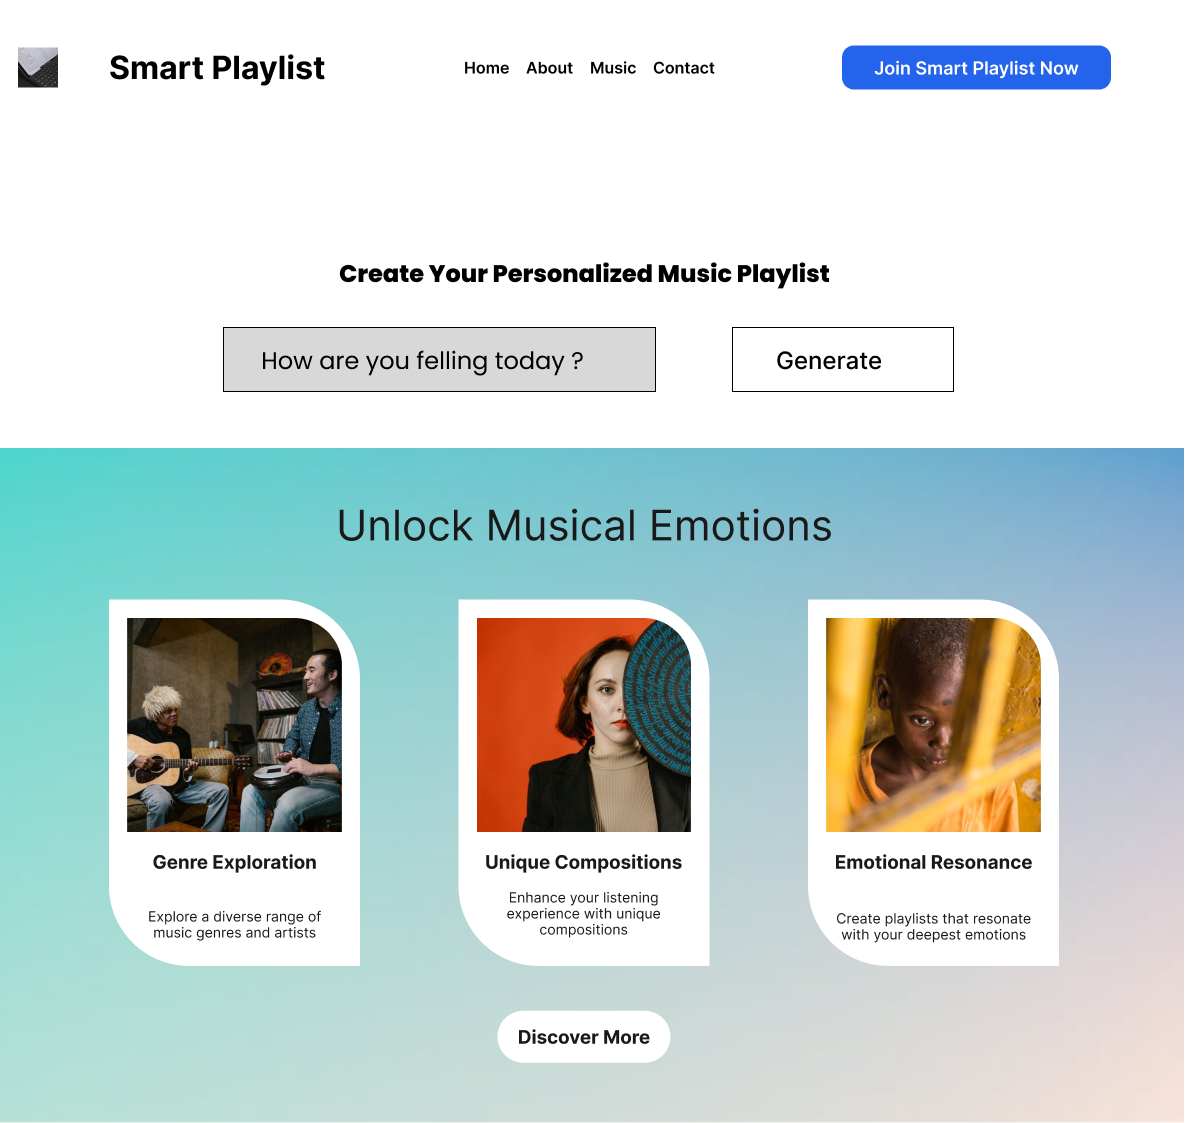 Smart Playlist
Home About Music Contact
Join Smart Playlist Now
Create Your Personalized Music Playlist
How are you felling today ?
Generate
Unlock Musical Emotions
Genre Exploration
Explore a diverse range of
music genres and artists
Unique Compositions
Enhance your listening
experience with unique
compositions
Emotional Resonance
Create playlists that resonate
with your deepest emotions
Discover More